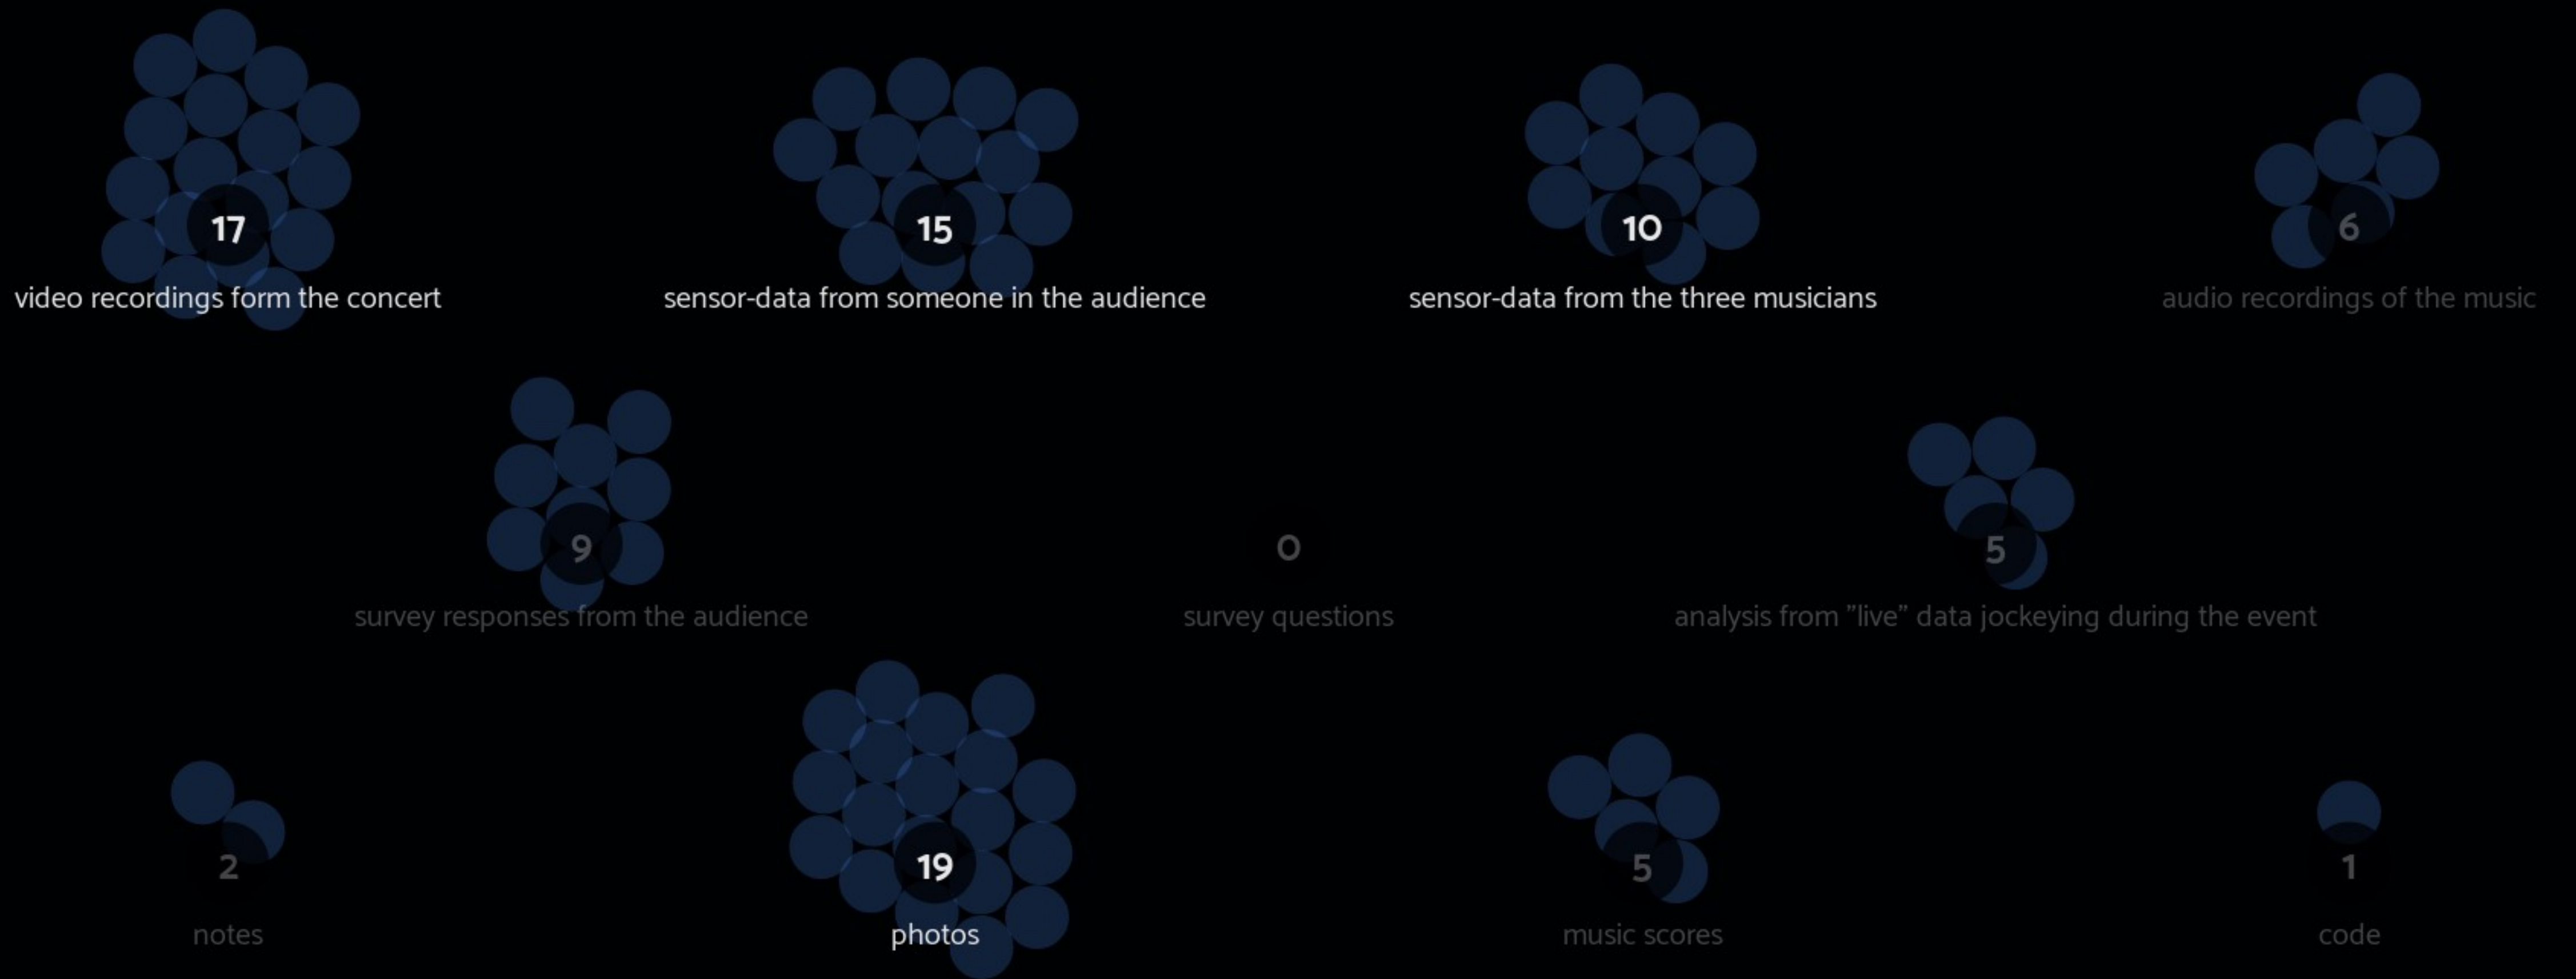 17
video recordings form the concert
15
sensor-data from someone in the audience
10
sensor-data from the three musicians
6
audio recordings of the music
9
survey responses from the audience
0
survey questions
5
analysis from "live" data jockeying during the event
2
notes
19
photos
5
music scores
1
code